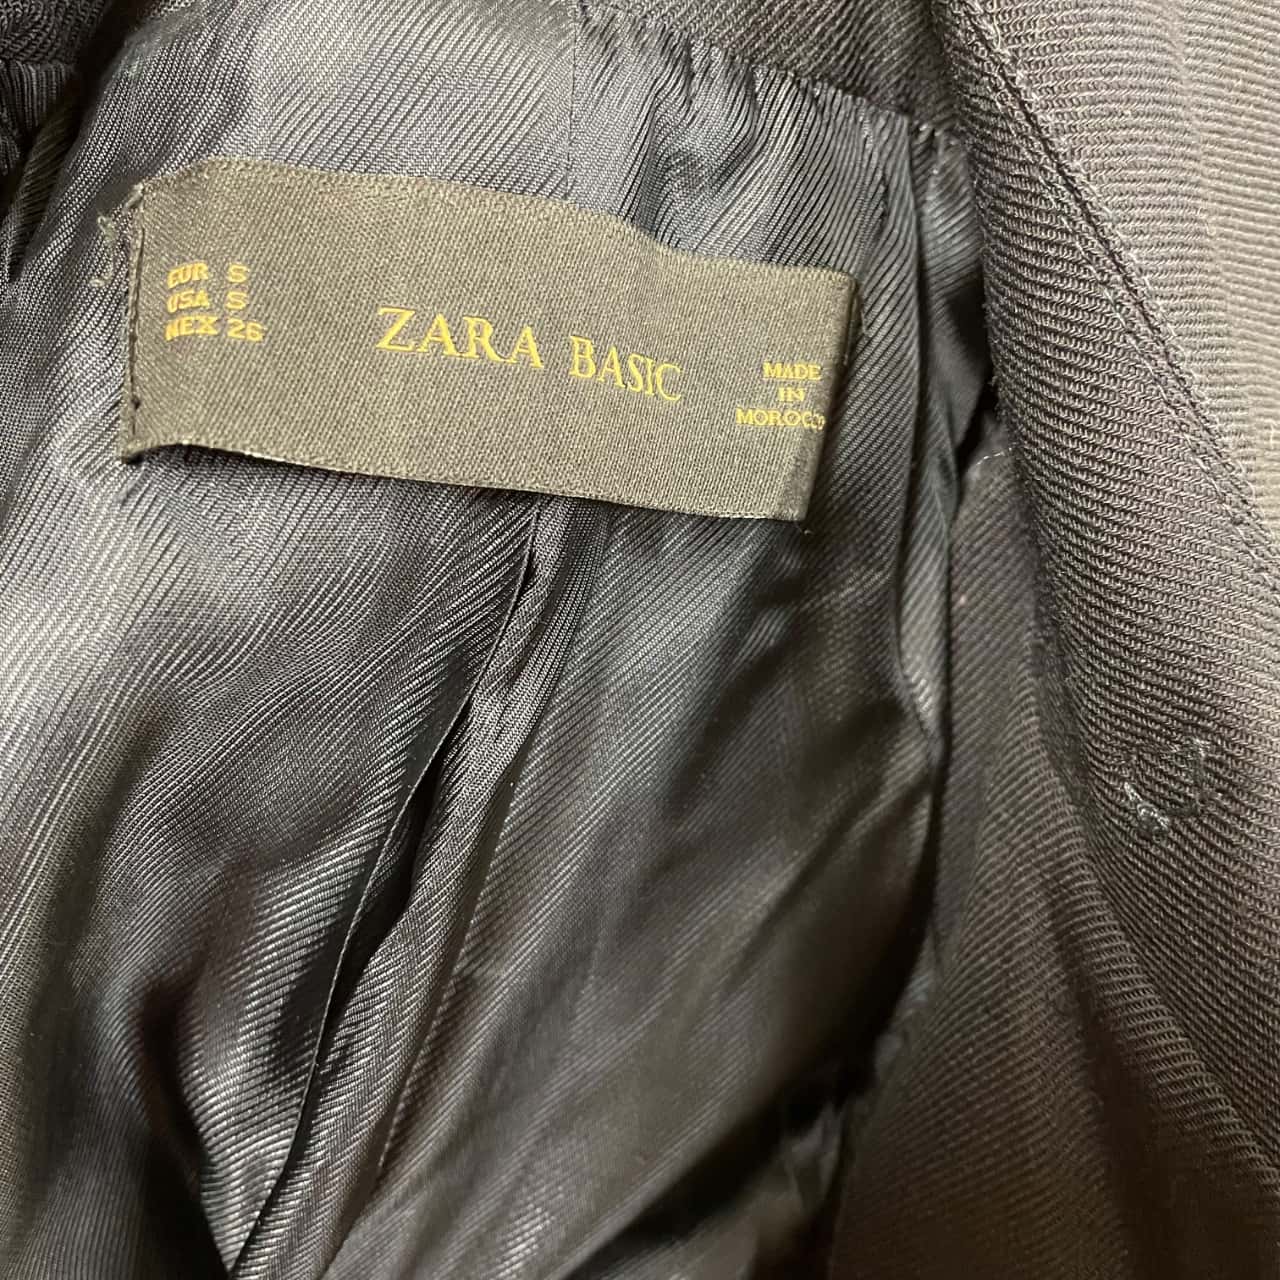 EUR S
USA S
MEX 26
ZARA BASIC
MADE
IN
MOROCCO